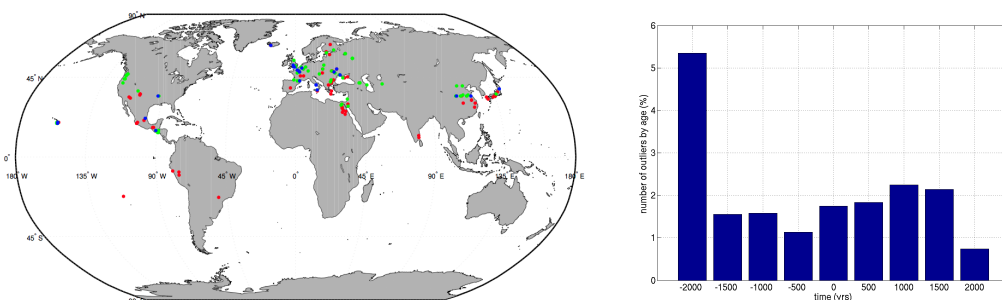 90° N
45° N
0°
180° W
135° W
90° W
45° W
0°
45° E
90° E
135° E
180° E
45° S
number of outliers by age (%)
6
5
4
3
2
1
0
-2000 -1500 -1000 -500 0 500 1000 1500 2000
time (yrs)